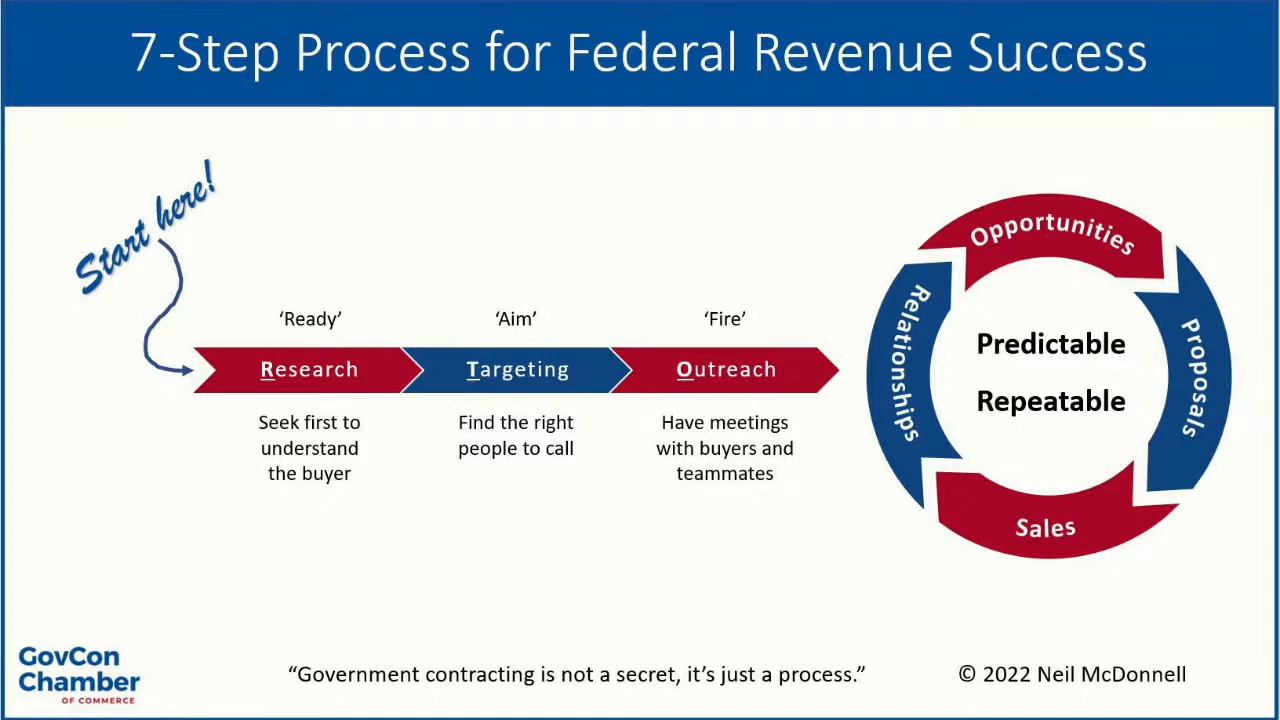 7-Step Process for Federal Revenue Success
Start here!
‘Ready’
‘Aim’
‘Fire’
Research
Targeting
Outreach
Seek first to
understand
the buyer
Find the right
people to call
Have meetings
with buyers and
teammates
Opportunities
Proposals
Sales
Relationships
Predictable
Repeatable
GovCon
Chamber
OF COMMERCE
“Government contracting is not a secret, it’s just a process.”
© 2022 Neil McDonnell